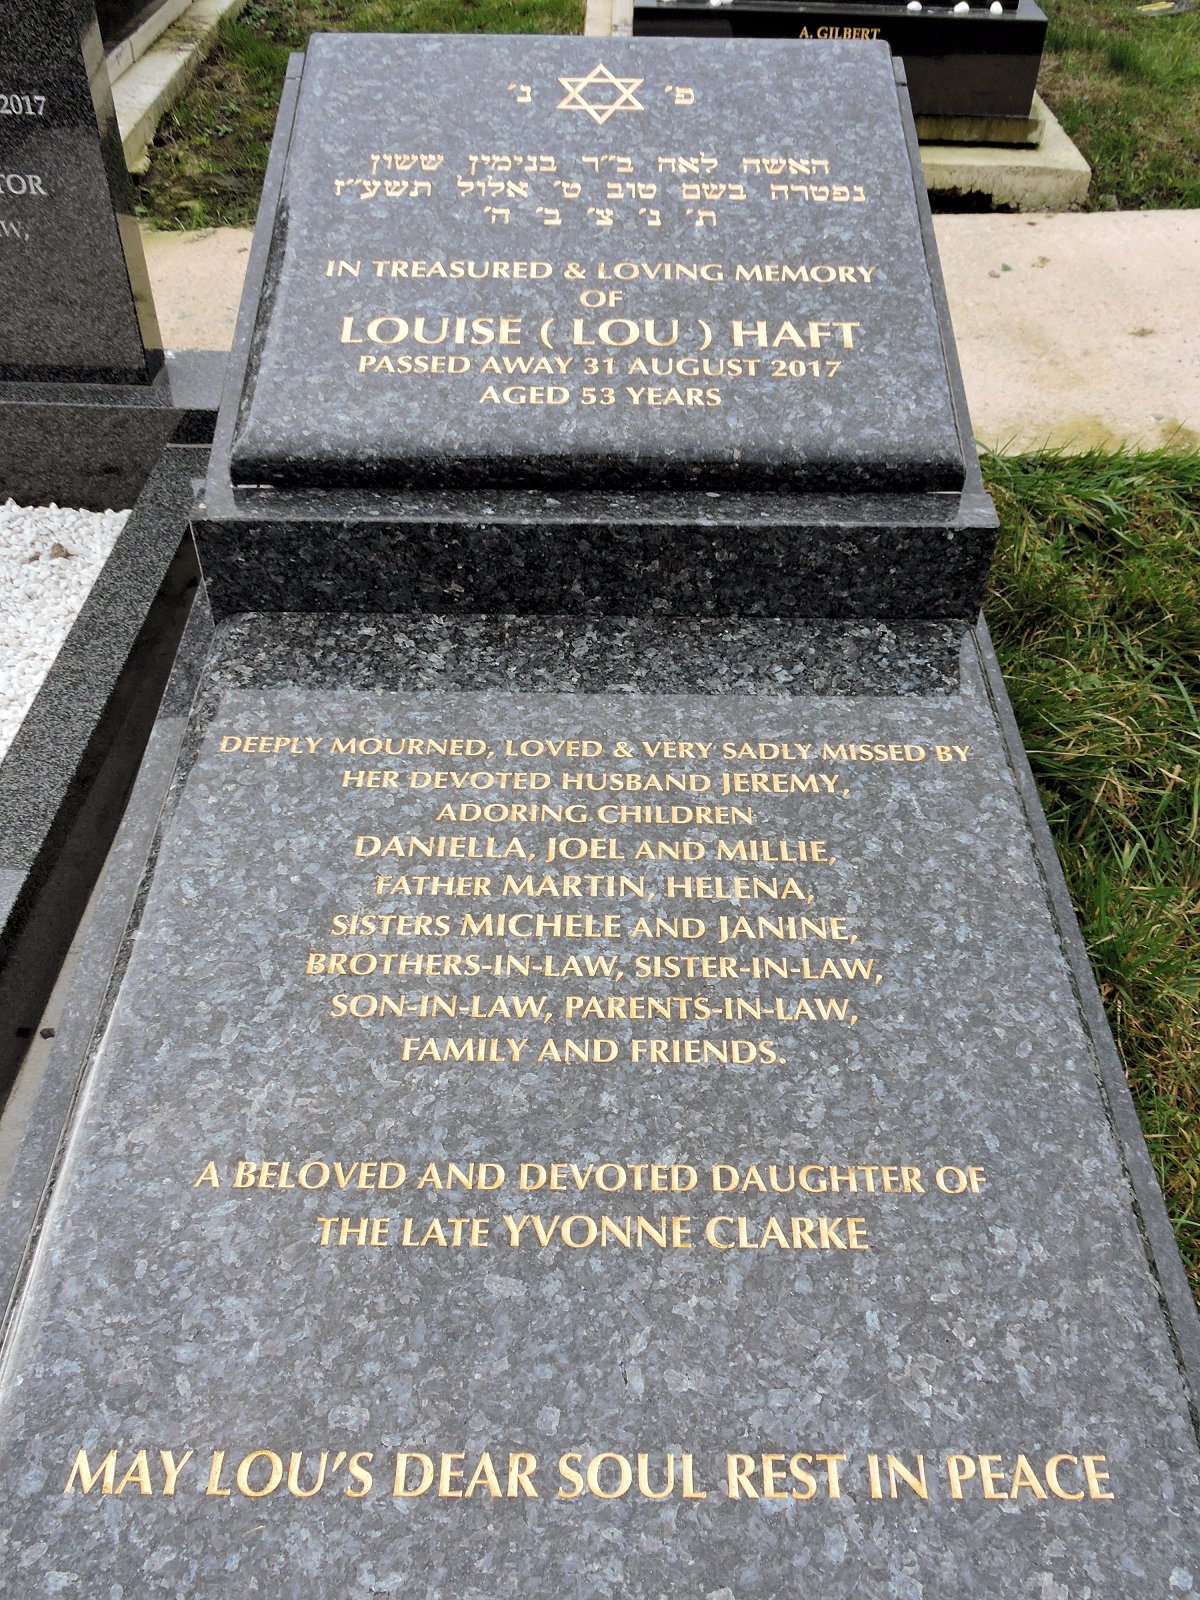 2017
TOR
W,
A. GILBERT
פ׳ נ׳
האשה לאה ב״ר בנימין ששון
נפטרה בשם טוב ט׳ אלול תשע״ז
ת׳ נ׳ צ׳ ב׳ ה׳
IN TREASURED & LOVING MEMORY
OF
LOUISE ( LOU ) HAFT
PASSED AWAY 31 AUGUST 2017
AGED 53 YEARS
DEEPLY MOURNED, LOVED & VERY SADLY MISSED BY
HER DEVOTED HUSBAND JEREMY,
ADORING CHILDREN
DANIELLA, JOEL AND MILLIE,
FATHER MARTIN, HELENA,
SISTERS MICHELE AND JANINE,
BROTHERS-IN-LAW, SISTER-IN-LAW,
SON-IN-LAW, PARENTS-IN-LAW,
FAMILY AND FRIENDS.
A BELOVED AND DEVOTED DAUGHTER OF
THE LATE YVONNE CLARKE
MAY LOU'S DEAR SOUL REST IN PEACE